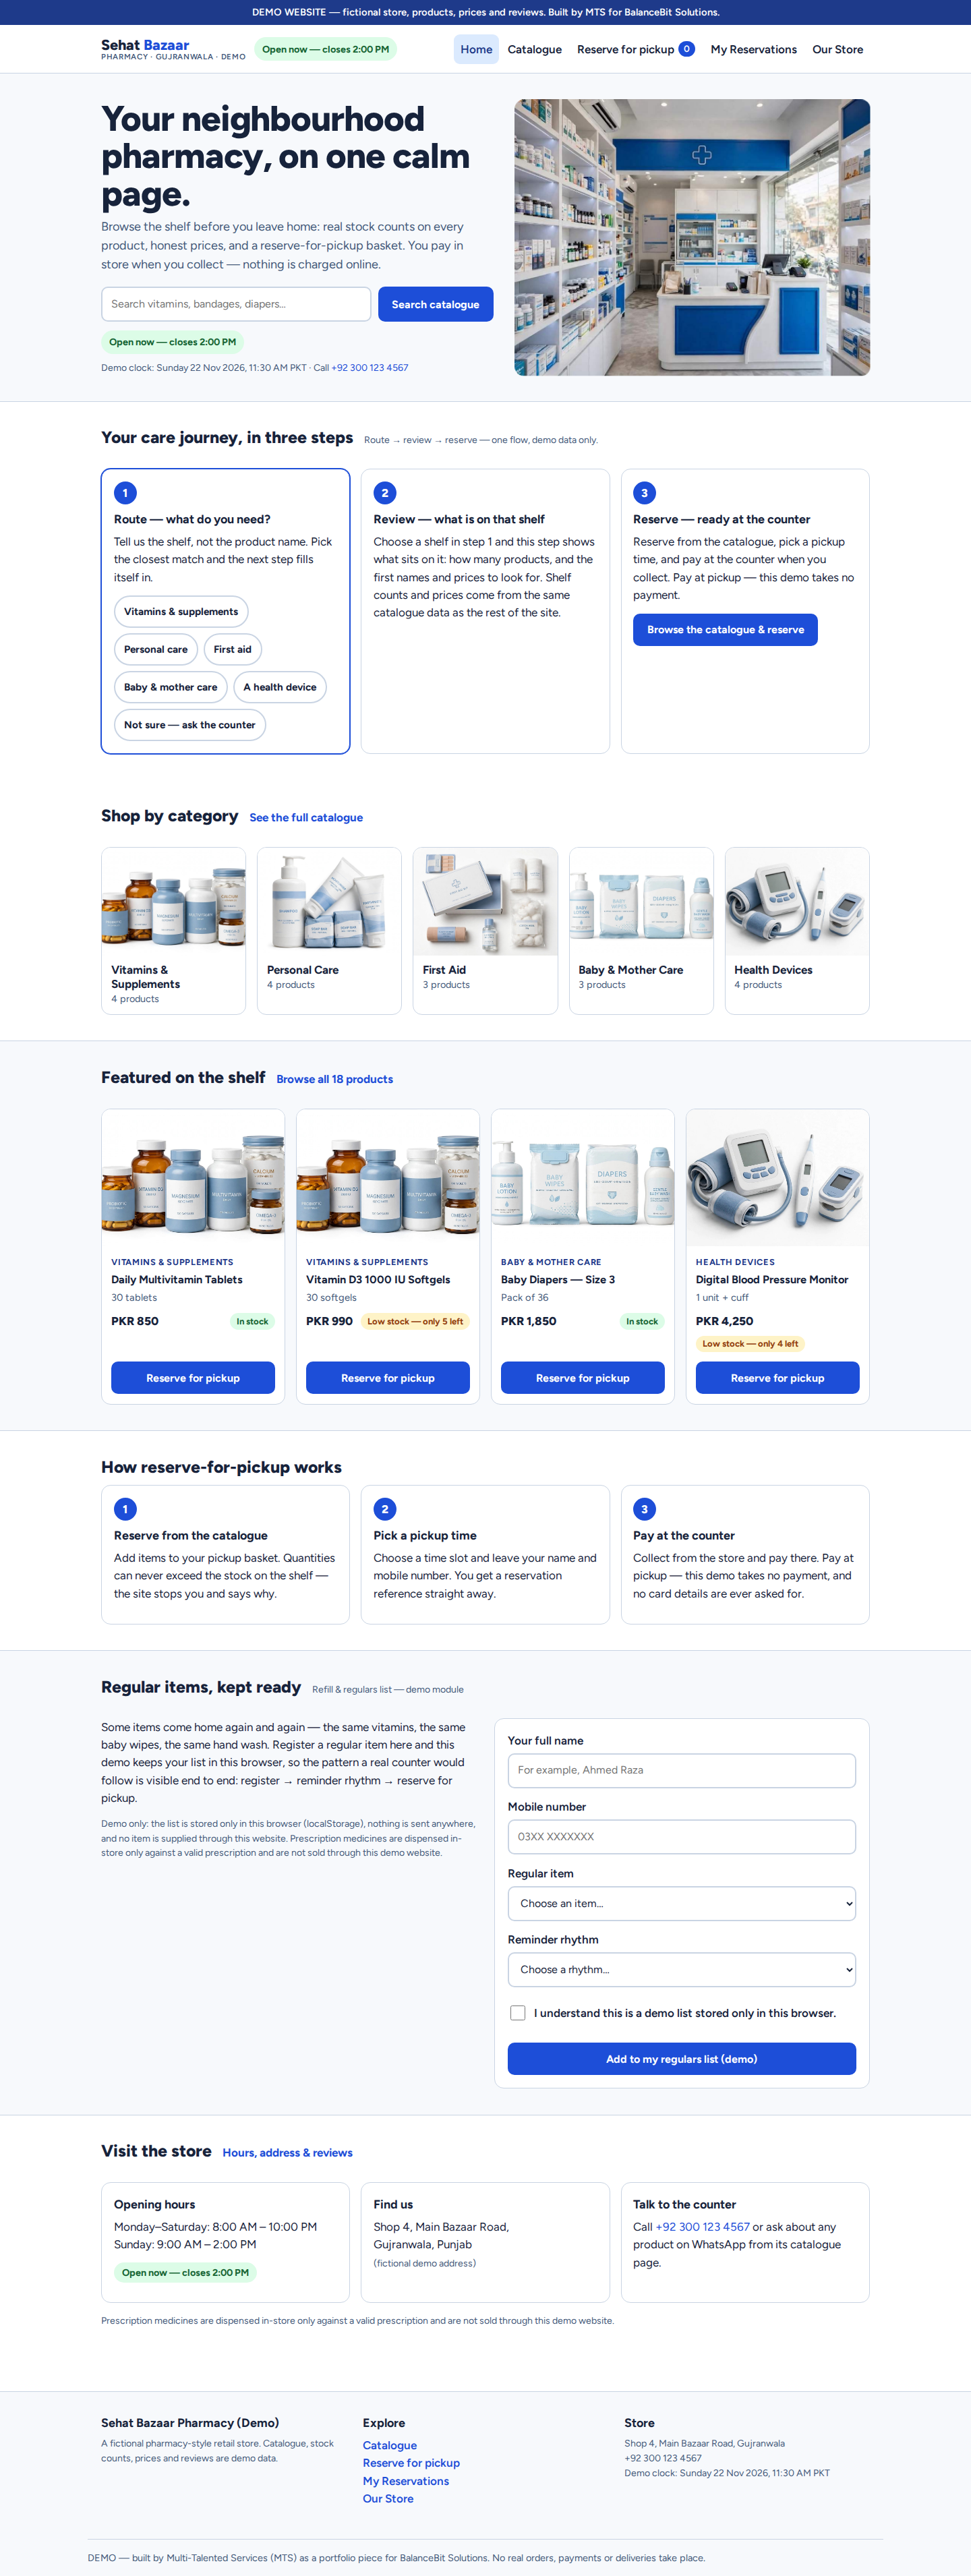 DEMO WEBSITE — fictional store, products, prices and reviews. Built by MTS for BalanceBit Solutions.
Sehat Bazaar
PHARMACY · GUJRANWALA · DEMO
Open now — closes 2:00 PM
Home
Catalogue
Reserve for pickup 0
My Reservations
Our Store
Your neighbourhood
pharmacy, on one calm
page.
Browse the shelf before you leave home: real stock counts on every
product, honest prices, and a reserve-for-pickup basket. You pay in
store when you collect — nothing is charged online.
Search vitamins, bandages, diapers...
Search catalogue
Open now — closes 2:00 PM
Demo clock: Sunday 22 Nov 2026, 11:30 AM PKT · Call +92 300 123 4567
Your care journey, in three steps
Route → review → reserve — one flow, demo data only.
1
Route — what do you need?
Tell us the shelf, not the product name. Pick
the closest match and the next step fills
itself in.
Vitamins & supplements
Personal care
First aid
Baby & mother care
A health device
Not sure — ask the counter
2
Review — what is on that shelf
Choose a shelf in step 1 and this step shows
what sits on it: how many products, and the
first names and prices to look for. Shelf
counts and prices come from the same
catalogue data as the rest of the site.
3
Reserve — ready at the counter
Reserve from the catalogue, pick a pickup
time, and pay at the counter when you
collect. Pay at pickup — this demo takes no
payment.
Browse the catalogue & reserve
Shop by category
See the full catalogue
MAGNESIUM
MULTIVITAMIN
Vitamins &
Supplements
4 products
Personal Care
4 products
First Aid
3 products
BABY
LOTION
BABY
WIPES
DIAPERS
Baby & Mother Care
3 products
Health Devices
4 products
Featured on the shelf
Browse all 18 products
VITAMIN D3
MAGNESIUM
MULTIVITAMIN
CALCIUM
OMEGA-3
VITAMINS & SUPPLEMENTS
Daily Multivitamin Tablets
30 tablets
PKR 850
In stock
Reserve for pickup
VITAMIN D3
MAGNESIUM
MULTIVITAMIN
CALCIUM
OMEGA-3
VITAMINS & SUPPLEMENTS
Vitamin D3 1000 IU Softgels
30 softgels
PKR 990
Low stock — only 5 left
Reserve for pickup
BABY
LOTION
BABY
WIPES
DIAPERS
BABY & MOTHER CARE
Baby Diapers — Size 3
Pack of 36
PKR 1,850
In stock
Reserve for pickup
HEALTH DEVICES
Digital Blood Pressure Monitor
1 unit + cuff
PKR 4,250
Low stock — only 4 left
Reserve for pickup
How reserve-for-pickup works
1
Reserve from the catalogue
Add items to your pickup basket. Quantities
can never exceed the stock on the shelf —
the site stops you and says why.
2
Pick a pickup time
Choose a time slot and leave your name and
mobile number. You get a reservation
reference straight away.
3
Pay at the counter
Collect from the store and pay there. Pay at
pickup — this demo takes no payment, and
no card details are ever asked for.
Regular items, kept ready
Refill & regulars list — demo module
Some items come home again and again — the same vitamins, the same
baby wipes, the same hand wash. Register a regular item here and this
demo keeps your list in this browser, so the pattern a real counter would
follow is visible end to end: register → reminder rhythm → reserve for
pickup.
Demo only: the list is stored only in this browser (localStorage), nothing is sent anywhere,
and no item is supplied through this website. Prescription medicines are dispensed in-
store only against a valid prescription and are not sold through this demo website.
Your full name
For example, Ahmed Raza
Mobile number
03XX XXXXXXX
Regular item
Choose an item...
Reminder rhythm
Choose a rhythm...
I understand this is a demo list stored only in this browser.
Add to my regulars list (demo)
Visit the store
Hours, address & reviews
Opening hours
Monday–Saturday: 8:00 AM – 10:00 PM
Sunday: 9:00 AM – 2:00 PM
Open now — closes 2:00 PM
Find us
Shop 4, Main Bazaar Road,
Gujranwala, Punjab
(fictional demo address)
Talk to the counter
Call +92 300 123 4567 or ask about any
product on WhatsApp from its catalogue
page.
Prescription medicines are dispensed in-store only against a valid prescription and are not sold through this demo website.
Sehat Bazaar Pharmacy (Demo)
A fictional pharmacy-style retail store. Catalogue, stock
counts, prices and reviews are demo data.
Explore
Catalogue
Reserve for pickup
My Reservations
Our Store
Store
Shop 4, Main Bazaar Road, Gujranwala
+92 300 123 4567
Demo clock: Sunday 22 Nov 2026, 11:30 AM PKT
DEMO — built by Multi-Talented Services (MTS) as a portfolio piece for BalanceBit Solutions. No real orders, payments or deliveries take place.